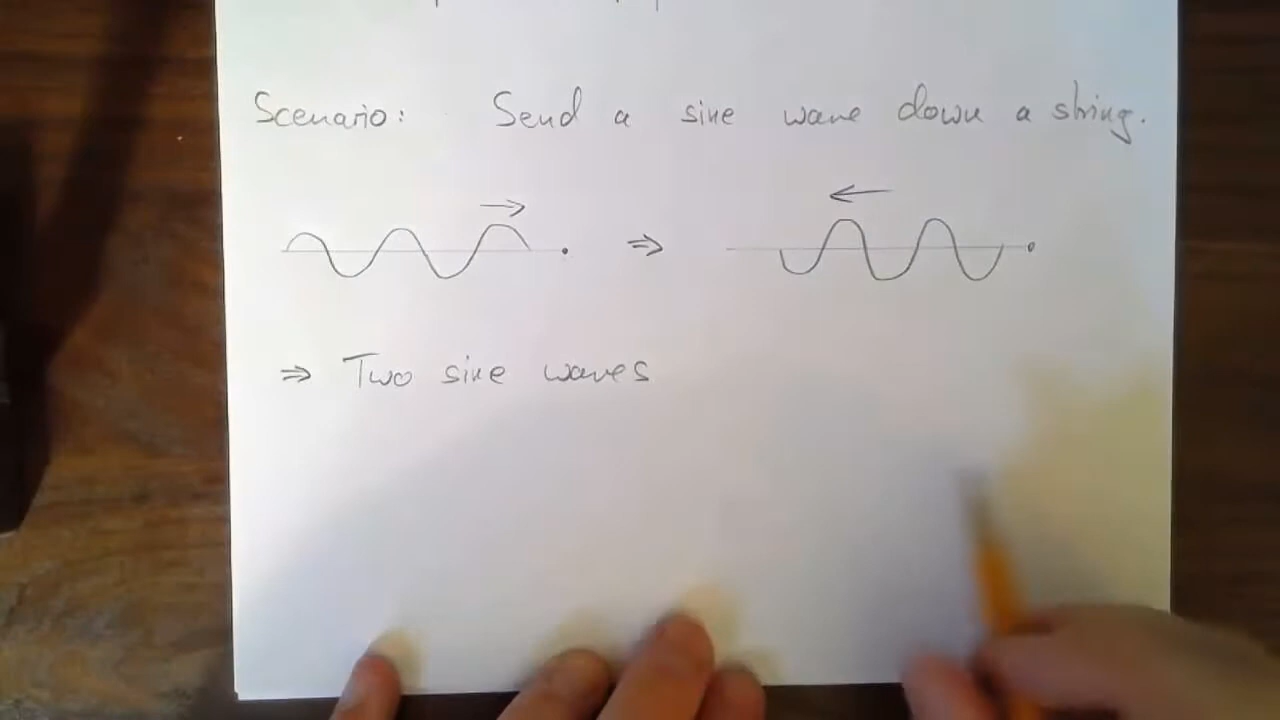 Scenario: Send a sine wave down a string.
⇒
⇒ Two sine waves